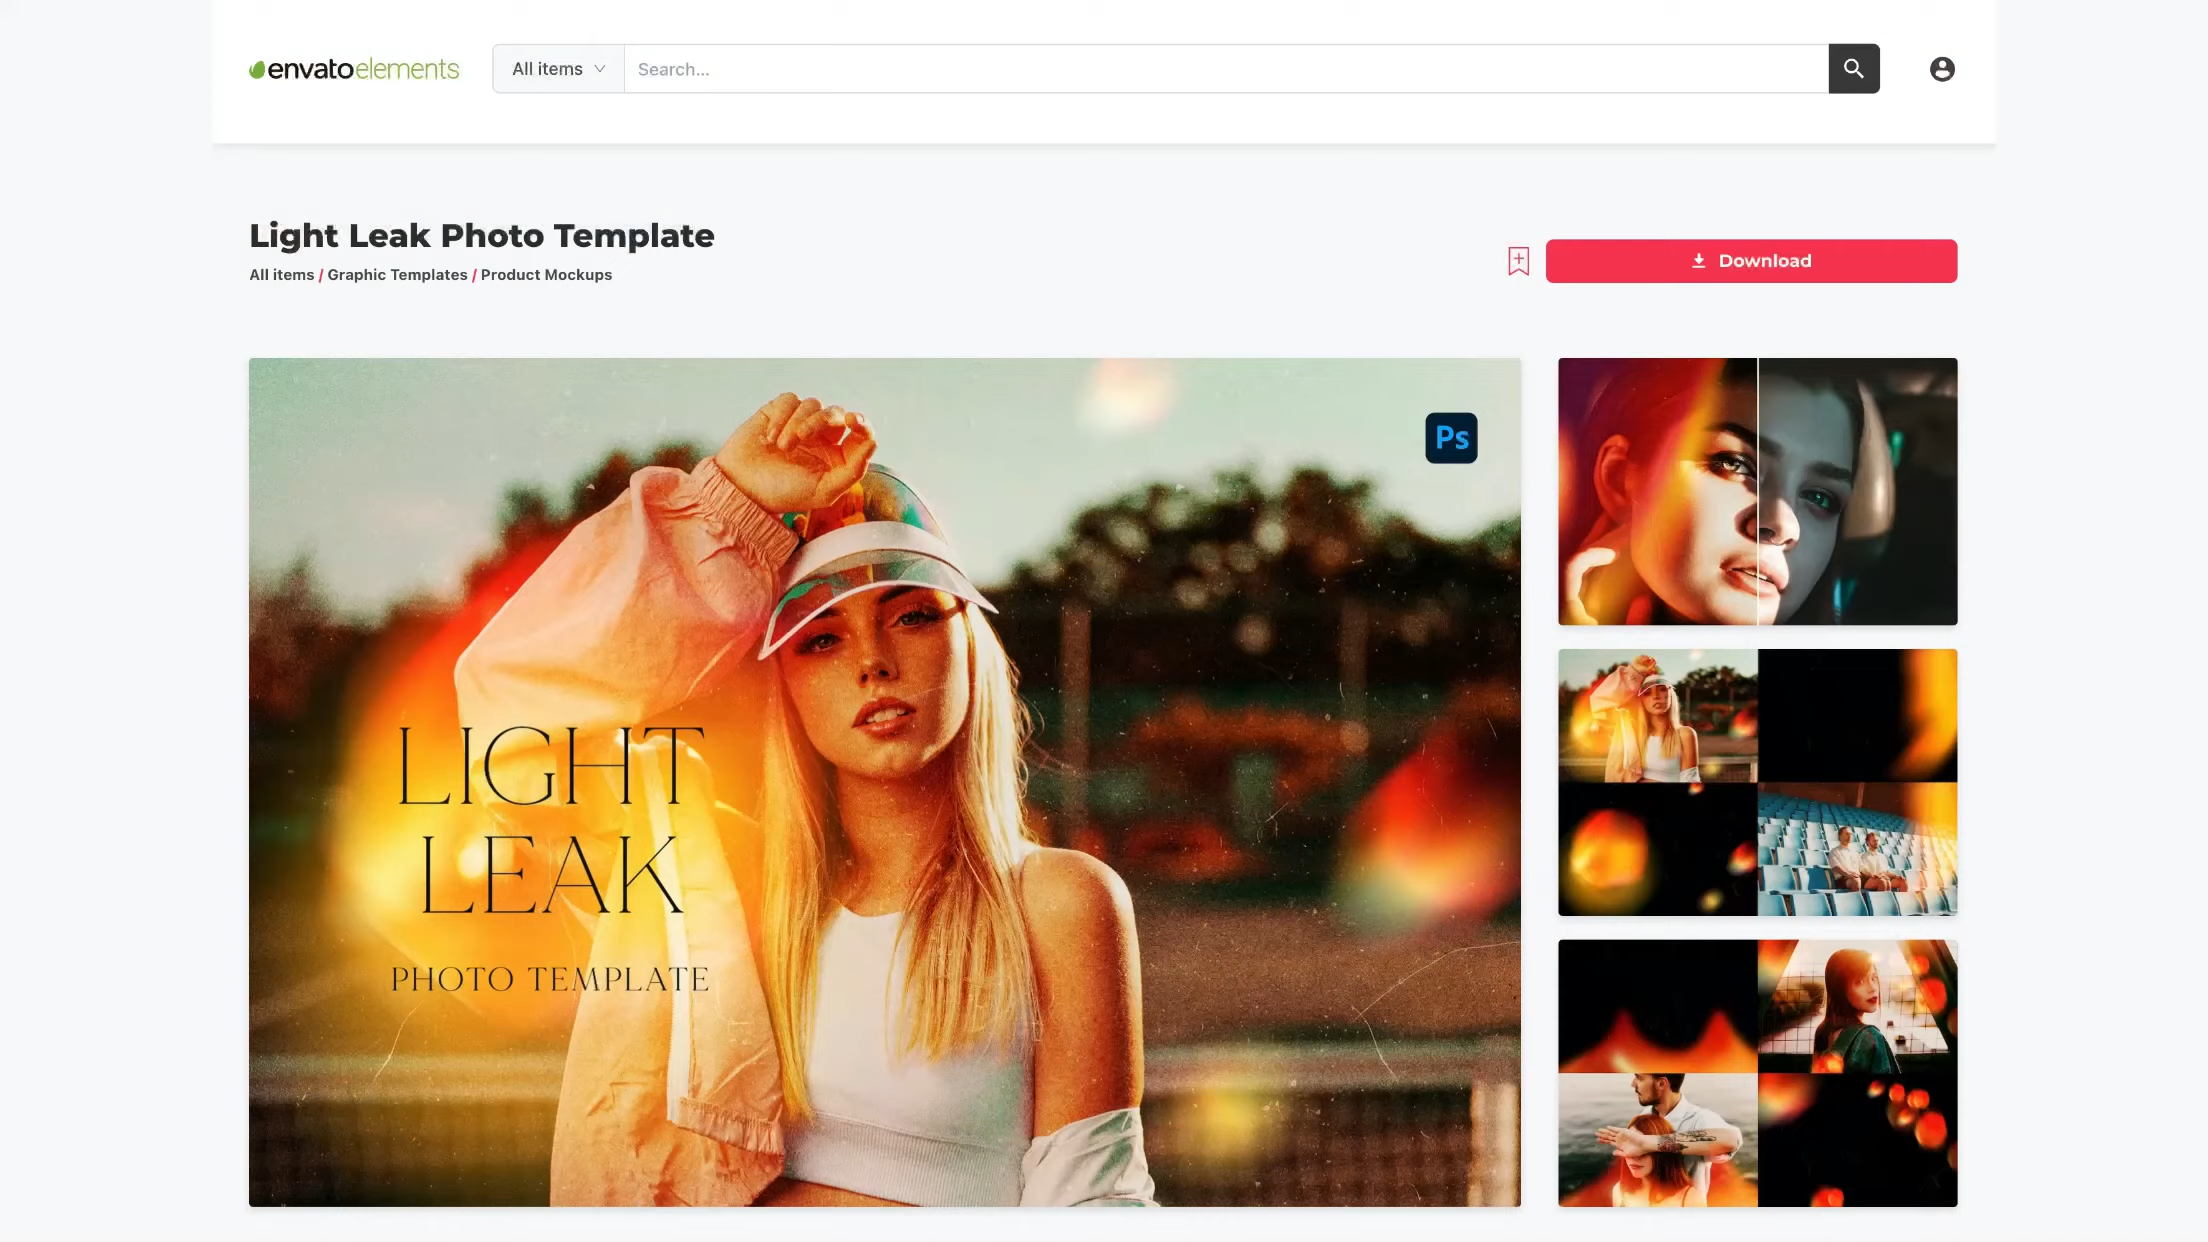 envatoelements
All items
Search...
Light Leak Photo Template
All items / Graphic Templates / Product Mockups
Download
Ps
LIGHT
LEAK
PHOTO TEMPLATE